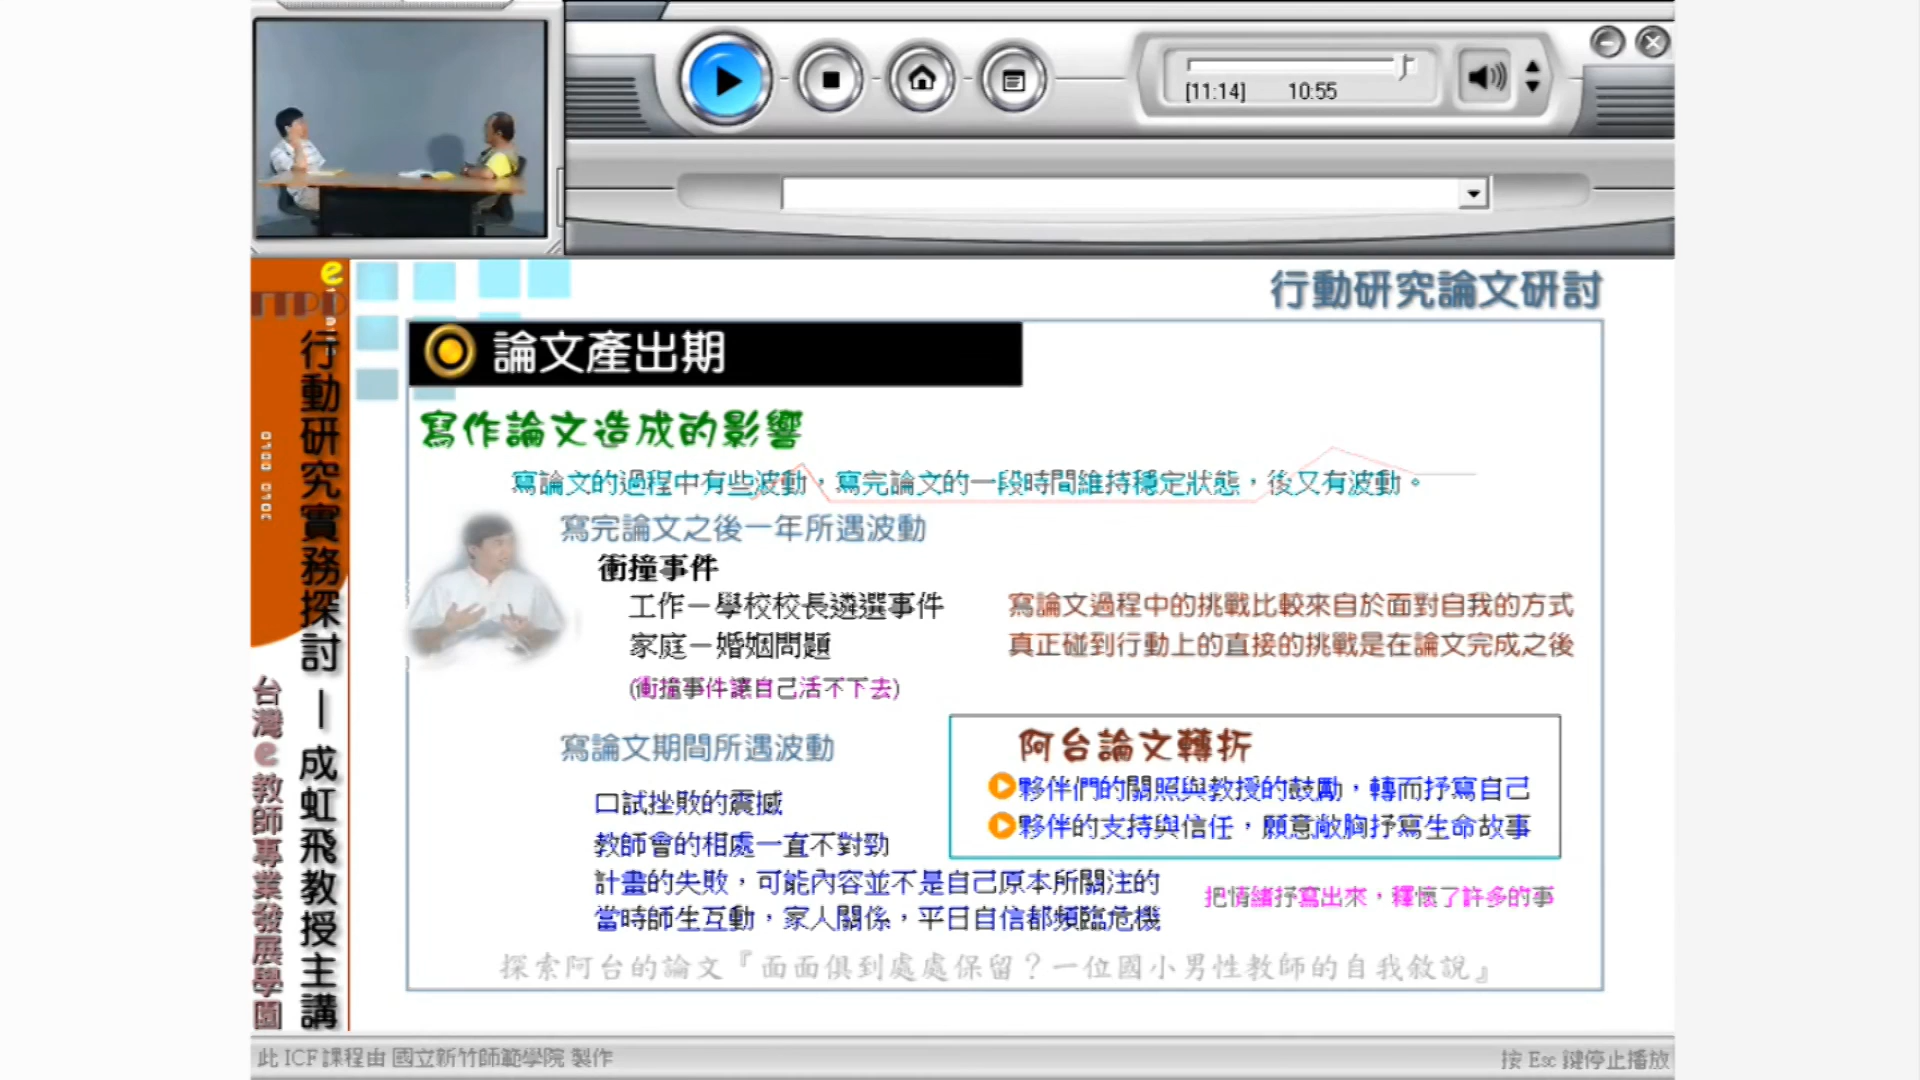 [11:14] 10:55
行動研究論文研討
論文產出期
寫作論文造成的影響
寫論文的過程中有些波動，寫完論文的一段時間維持穩定狀態，後又有波動。
寫完論文之後一年所遇波動
衝撞事件
工作－學校校長遴選事件
家庭－婚姻問題
(衝撞事件讓自己活不下去)
寫論文過程中的挑戰比較來自於面對自我的方式
真正碰到行動上的直接的挑戰是在論文完成之後
寫論文期間所遇波動
口試挫敗的震撼
教師會的相處一直不對勁
計畫的失敗，可能內容並不是自己原本所關注的
當時師生互動，家人關係，平日自信都頻臨危機
阿台論文轉折
夥伴們的關照與教授的鼓勵，轉而抒寫自己
夥伴的支持與信任，願意敞胸抒寫生命故事
把情緒抒寫出來，釋懷了許多的事
探索阿台的論文『面面俱到處處保留？一位國小男性教師的自我敘說』
行動研究實務探討－成虹飛教授主講
台灣e教師專業發展學園
此 ICF 課程由 國立新竹師範學院 製作
按 Esc 鍵停止播放